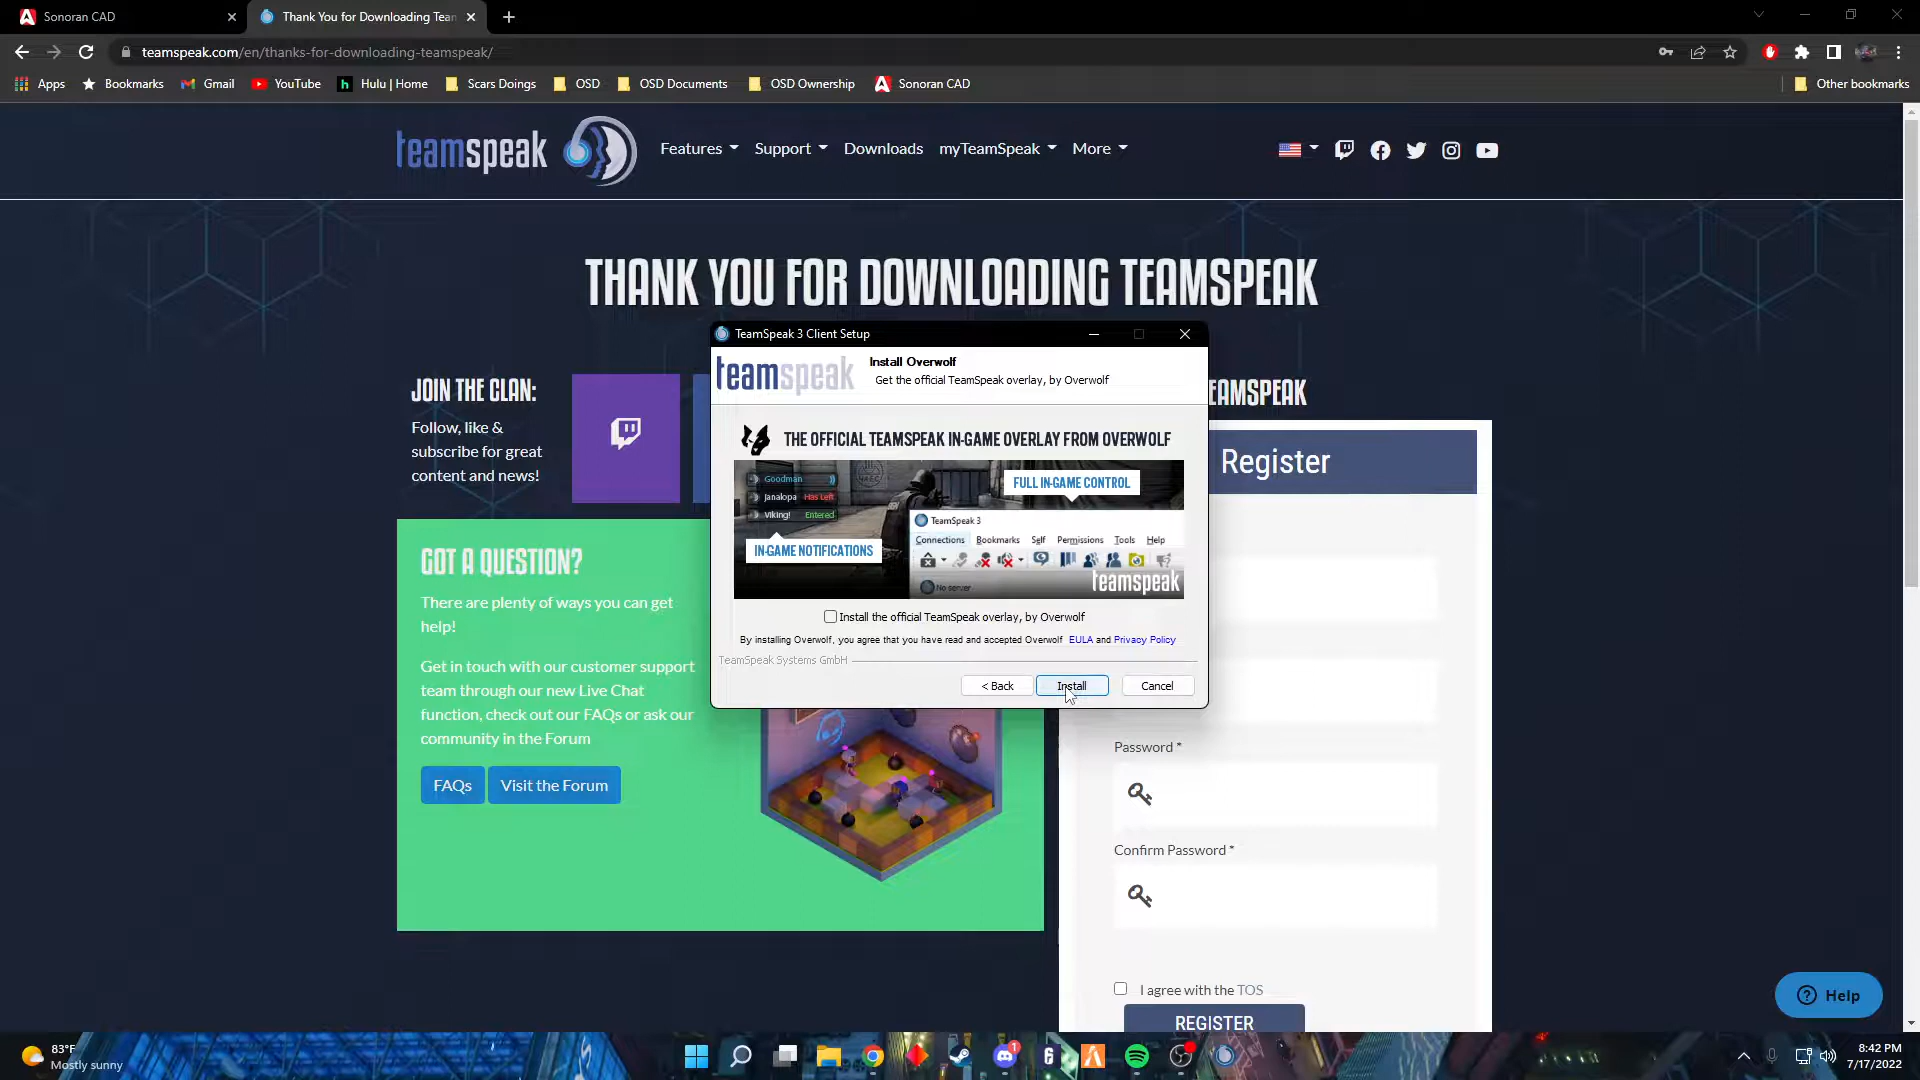 Sonoran CAD
Thank You for Downloading Tean
teamspeak.com/en/thanks-for-downloading-teamspeak/
Apps
Bookmarks
Gmail
YouTube
Hulu | Home
Scars Doings
OSD
OSD Documents
OSD Ownership
Sonoran CAD
Other bookmarks
teamspeak
Features
Support
Downloads
myTeamSpeak
More
THANK YOU FOR DOWNLOADING TEAMSPEAK
JOIN THE CLAN:
Follow, like &
subscribe for great
content and news!
EAMSPEAK
Register
GOT A QUESTION?
There are plenty of ways you can get
help!
Get in touch with our customer support
team through our new Live Chat
function, check out our FAQs or ask our
community in the Forum
FAQs
Visit the Forum
TeamSpeak 3 Client Setup
teamspeak
Install Overwolf
Get the official TeamSpeak overlay, by Overwolf
THE OFFICIAL TEAMSPEAK IN-GAME OVERLAY FROM OVERWOLF
Goodman
Janalopa Has Left
Viking! Entered
IN-GAME NOTIFICATIONS
FULL IN-GAME CONTROL
TeamSpeak 3
Connections Bookmarks Self Permissions Tools Help
No server
teamspeak
Install the official TeamSpeak overlay, by Overwolf
By installing Overwolf, you agree that you have read and accepted Overwolf EULA and Privacy Policy
TeamSpeak Systems GmbH
< Back
Install
Cancel
Password *
Confirm Password *
I agree with the TOS
REGISTER
Help
83°F
Mostly sunny
1
8:42 PM
7/17/2022